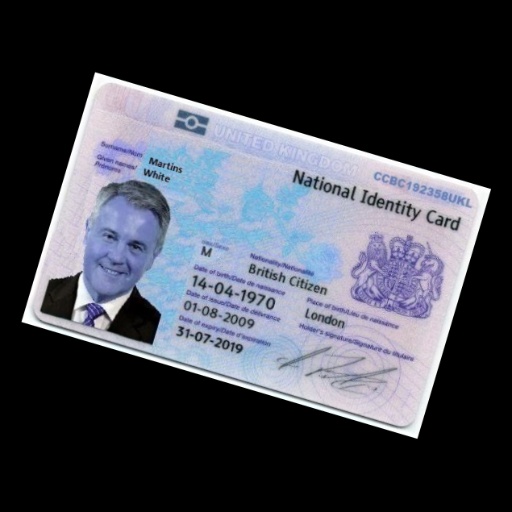 UNITED KINGDOM
CCBC192358UKL
National Identity Card
Surname/Nom
Martins
Given names/
Prénoms
White
M
Nationality/Nationalité
British Citizen
Date of birth/Date de naissance
14-04-1970
Place of birth/Lieu de naissance
London
Date of issue/Date de délivrance
01-08-2009
Holder's signature/Signature du titulaire
Date of expiry/Date d'expiration
31-07-2019